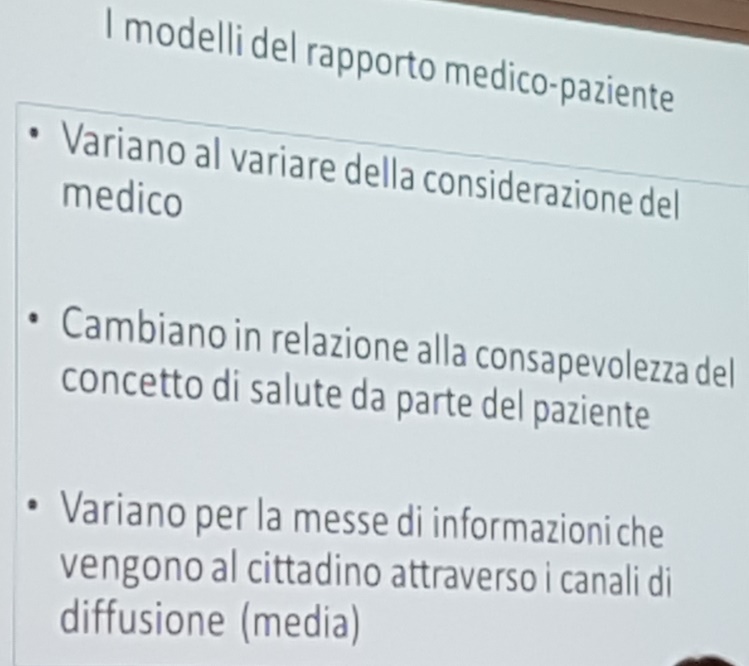 I modelli del rapporto medico-paziente
• Variano al variare della considerazione del
medico
• Cambiano in relazione alla consapevolezza del
concetto di salute da parte del paziente
• Variano per la messe di informazioni che
vengono al cittadino attraverso i canali di
diffusione (media)